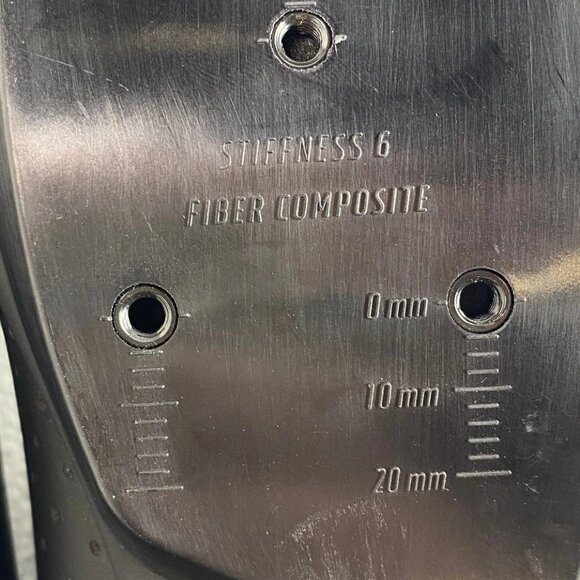 STIFFNESS 6
FIBER COMPOSITE
0 mm
10 mm
20 mm